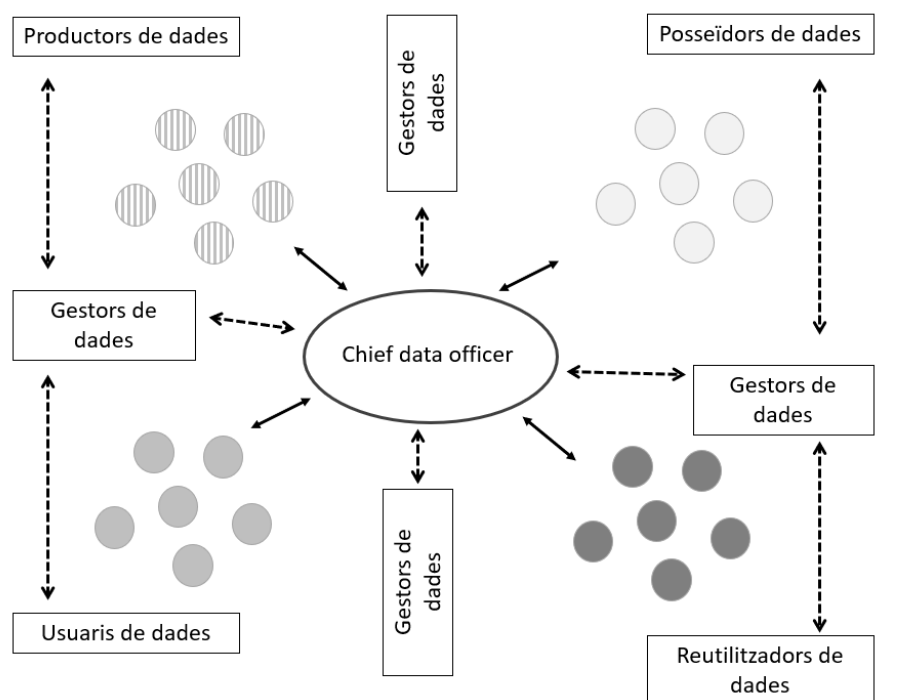 Productors de dades
Gestors de
dades
Posseïdors de dades
Gestors de
dades
Chief data officer
Gestors de
dades
Gestors de
dades
Usuaris de dades
Reutilitzadors de
dades